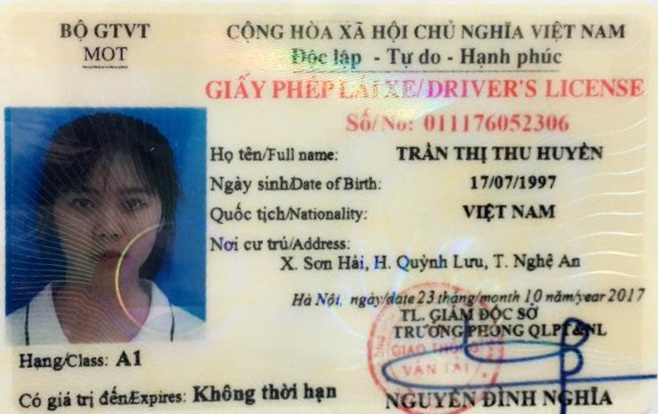 BỘ GTVT
MOT
CỘNG HÒA XÃ HỘI CHỦ NGHĨA VIỆT NAM
Độc lập - Tự do - Hạnh phúc
GIẤY PHÉP LÁI XE/DRIVER'S LICENSE
Số/No: 011176052306
Họ tên/Full name: TRẦN THỊ THU HUYỀN
Ngày sinh/Date of Birth: 17/07/1997
Quốc tịch/Nationality: VIỆT NAM
Nơi cư trú/Address:
X. Sơn Hải, H. Quỳnh Lưu, T. Nghệ An
Hà Nội, ngày/date 23 tháng/month 10 năm/year 2017
TL. GIÁM ĐỐC SỞ
TRƯỞNG PHÒNG QLPT&NL
GIAO THÔNG
VẬN TẢI
Hạng/Class: A1
Có giá trị đến/Expires: Không thời hạn
NGUYỄN ĐÌNH NGHĨA